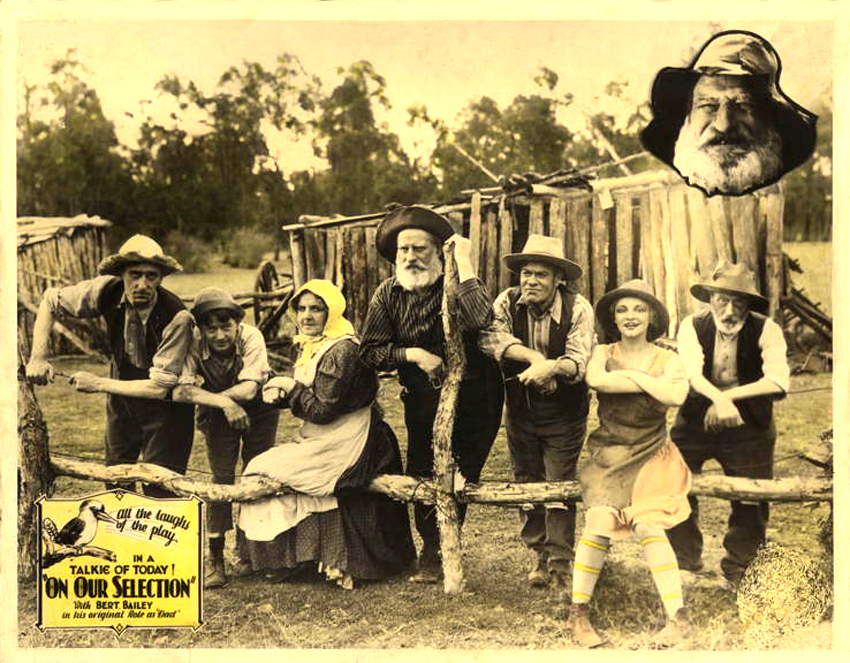 all the laughs
of the play
IN A
TALKIE OF TODAY!
"ON OUR SELECTION"
With BERT. BAILEY
in his original Role as "Dad"